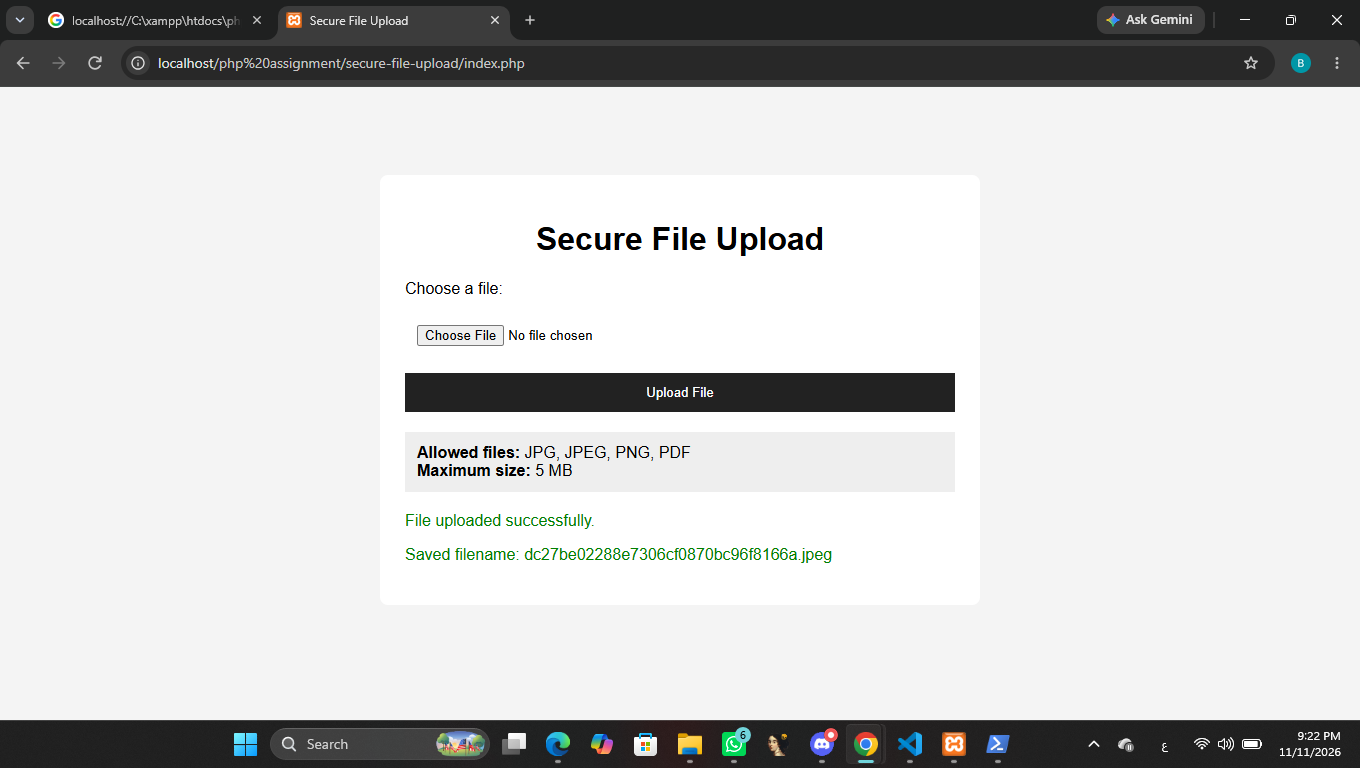 localhost://C:\xampp\htdocs\ph
Secure File Upload
Ask Gemini
localhost/php%20assignment/secure-file-upload/index.php
B
Secure File Upload
Choose a file:
Choose File No file chosen
Upload File
Allowed files: JPG, JPEG, PNG, PDF
Maximum size: 5 MB
File uploaded successfully.
Saved filename: dc27be02288e7306cf0870bc96f8166a.jpeg
Search
6
ع
9:22 PM
11/11/2026